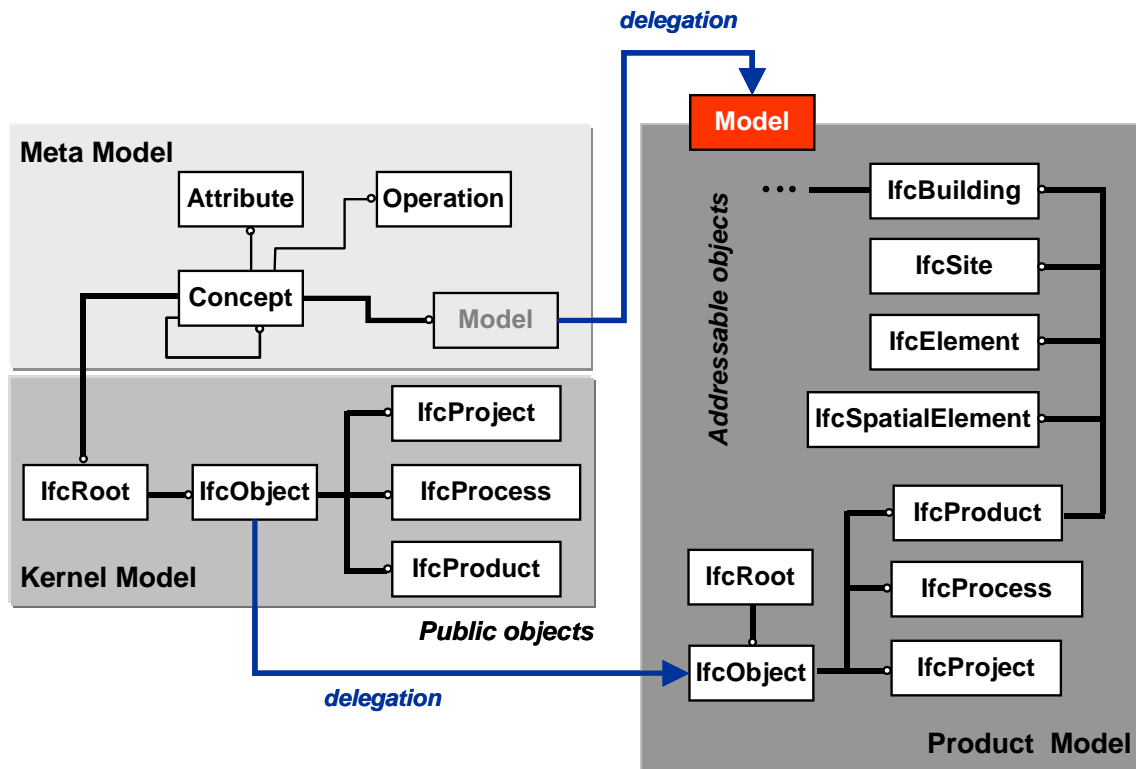 delegation
Model
Meta Model
Attribute
Operation
Concept
Model
IfcProject
IfcRoot
IfcObject
IfcProcess
IfcProduct
Kernel Model
Public objects
delegation
Addressable objects
• • •
IfcBuilding
IfcSite
IfcElement
IfcSpatialElement
IfcProduct
IfcRoot
IfcProcess
IfcObject
IfcProject
Product Model